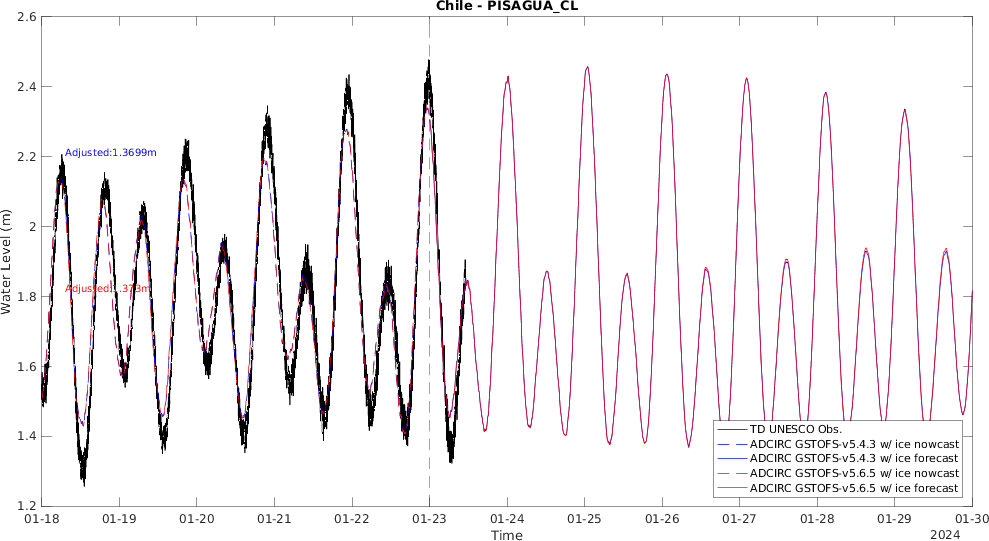 Chile - PISAGUA_CL
2.6
2.4
2.2
2
1.8
1.6
1.4
1.2
Water Level (m)
Adjusted:1.3699m
Adjusted:1.373m
TD UNESCO Obs.
ADCIRC GSTOFS-v5.4.3 w/ ice nowcast
ADCIRC GSTOFS-v5.4.3 w/ ice forecast
ADCIRC GSTOFS-v5.6.5 w/ ice nowcast
ADCIRC GSTOFS-v5.6.5 w/ ice forecast
01-18 01-19 01-20 01-21 01-22 01-23 01-24 01-25 01-26 01-27 01-28 01-29 01-30
Time
2024